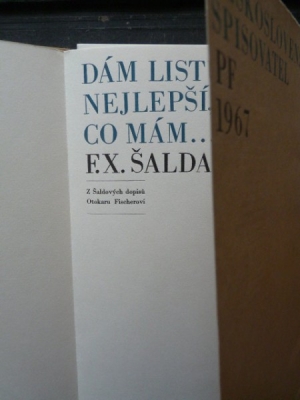 DÁM LIST
NEJLEPŠÍ
CO MÁM..
F. X. ŠALDA
Z Šaldových dopisů
Otakaru Fischerovi
SPISOVATEL
PF
1967